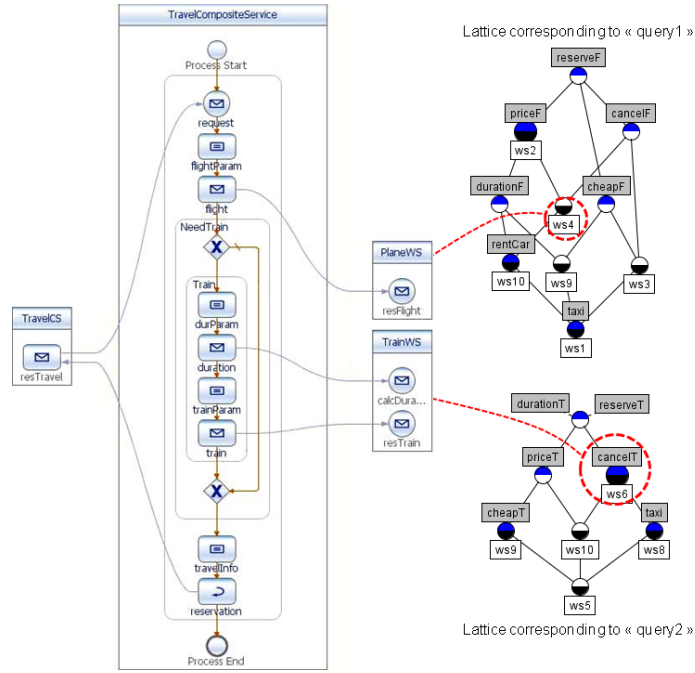 TravelCompositeService
Process Start
request
flightParam
flight
NeedTrain
X
Train
durParam
duration
trainParam
train
X
travelInfo
reservation
Process End
TravelCS
resTravel
PlaneWS
resFlight
TrainWS
calcDura...
resTrain
Lattice corresponding to « query1 »
reserveF
priceF
cancelF
ws2
durationF
cheapF
ws4
rentCar
ws10
ws9
ws3
taxi
ws1
durationT
reserveT
priceT
cancelT
ws6
cheapT
taxi
ws9
ws10
ws8
ws5
Lattice corresponding to « query2 »